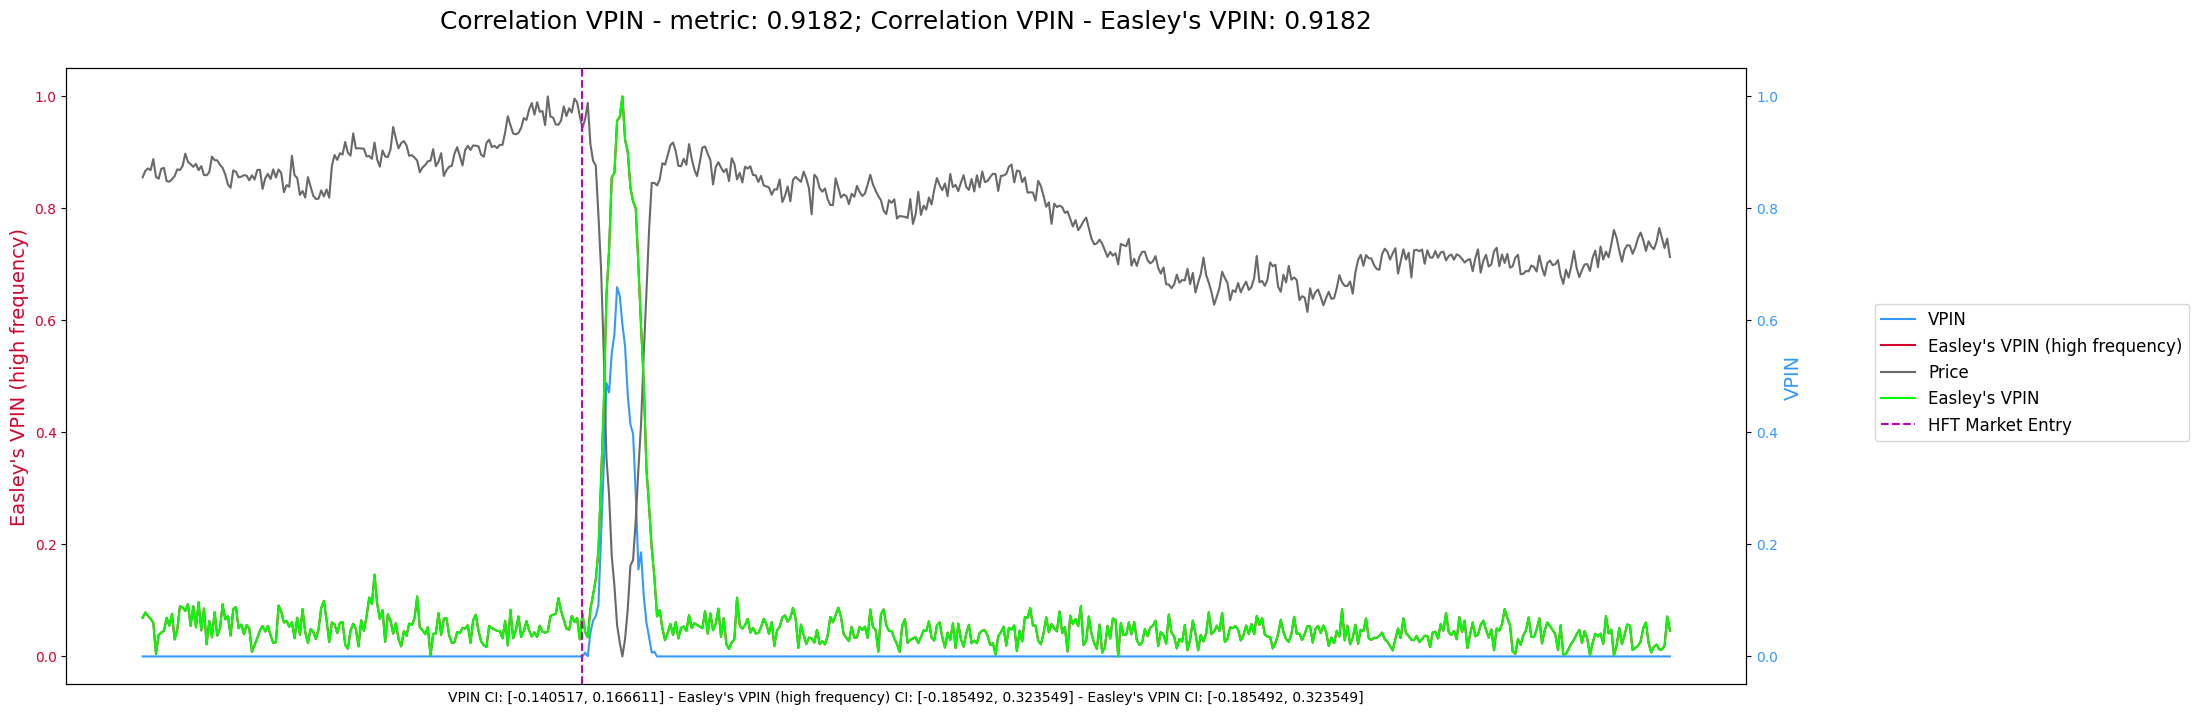 Correlation VPIN - metric: 0.9182; Correlation VPIN - Easley's VPIN: 0.9182
Easley's VPIN (high frequency)
1.0
0.8
0.6
0.4
0.2
0.0
1.0
0.8
0.6
0.4
0.2
0.0
VPIN
VPIN
Easley's VPIN (high frequency)
Price
Easley's VPIN
HFT Market Entry
VPIN CI: [-0.140517, 0.166611] - Easley's VPIN (high frequency) CI: [-0.185492, 0.323549] - Easley's VPIN CI: [-0.185492, 0.323549]